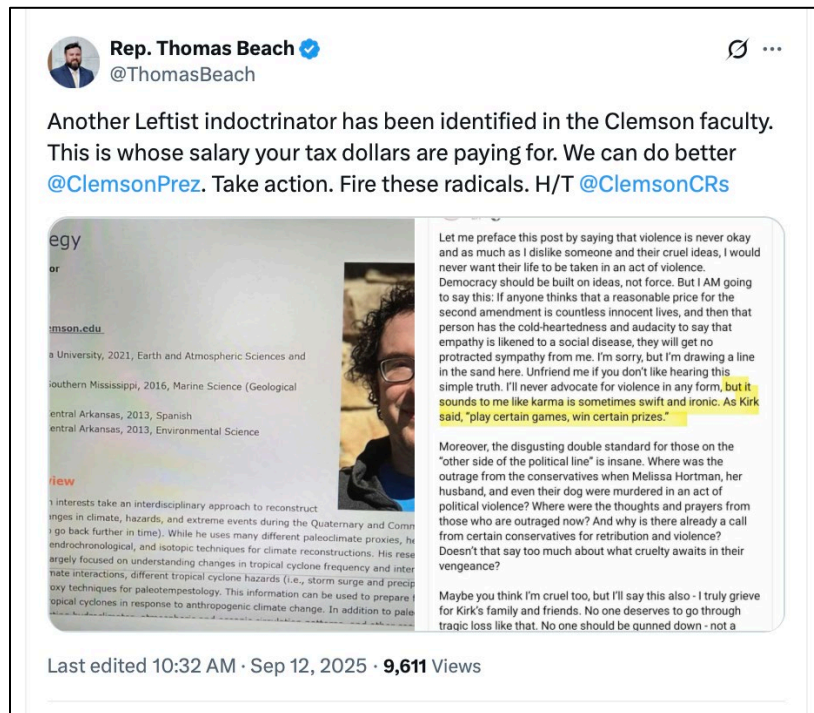 Rep. Thomas Beach
@ThomasBeach
Another Leftist indoctrinator has been identified in the Clemson faculty.
This is whose salary your tax dollars are paying for. We can do better
@ClemsonPrez. Take action. Fire these radicals. H/T @ClemsonCRs
egy
or
mson.edu
a University, 2021, Earth and Atmospheric Sciences and
outhern Mississippi, 2016, Marine Science (Geological
entral Arkansas, 2013, Spanish
entral Arkansas, 2013, Environmental Science
iew
interests take an interdisciplinary approach to reconstruct
nges in climate, hazards, and extreme events during the Quaternary and Comm
go back further in time). While he uses many different paleoclimate proxies, he
endrochronological, and isotopic techniques for climate reconstructions. His rese
argely focused on understanding changes in tropical cyclone frequency and inter
mate interactions, different tropical cyclone hazards (i.e., storm surge and precip
oxy techniques for paleotempestology. This information can be used to prepare f
opical cyclones in response to anthropogenic climate change. In addition to pale
Let me preface this post by saying that violence is never okay
and as much as I dislike someone and their cruel ideas, I would
never want their life to be taken in an act of violence.
Democracy should be built on ideas, not force. But I AM going
to say this: If anyone thinks that a reasonable price for the
second amendment is countless innocent lives, and then that
person has the cold-heartedness and audacity to say that
empathy is likened to a social disease, they will get no
protracted sympathy from me. I'm sorry, but I'm drawing a line
in the sand here. Unfriend me if you don't like hearing this
simple truth. I'll never advocate for violence in any form, but it
sounds to me like karma is sometimes swift and ironic. As Kirk
said, "play certain games, win certain prizes."
Moreover, the disgusting double standard for those on the
"other side of the political line" is insane. Where was the
outrage from the conservatives when Melissa Hortman, her
husband, and even their dog were murdered in an act of
political violence? Where were the thoughts and prayers from
those who are outraged now? And why is there already a call
from certain conservatives for retribution and violence?
Doesn't that say too much about what cruelty awaits in their
vengeance?
Maybe you think I'm cruel too, but I'll say this also - I truly grieve
for Kirk's family and friends. No one deserves to go through
tragic loss like that. No one should be gunned down - not a
Last edited 10:32 AM · Sep 12, 2025 · 9,611 Views